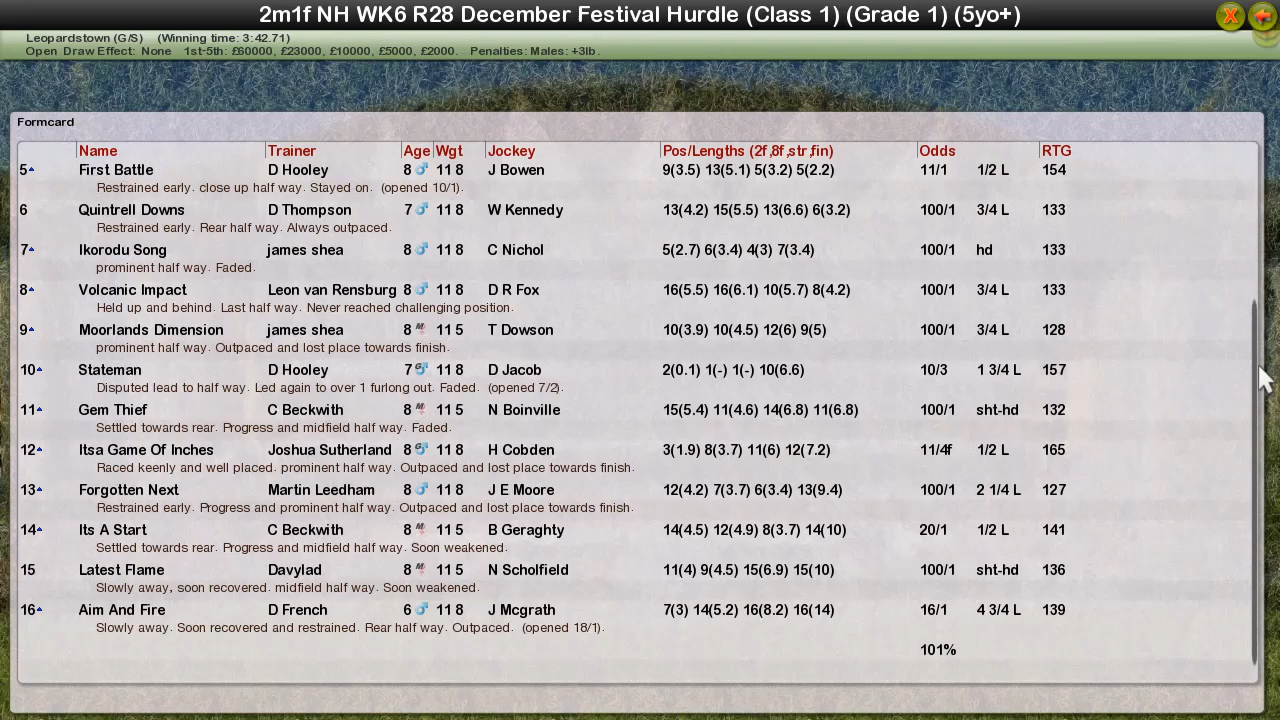 2m1f NH WK6 R28 December Festival Hurdle (Class 1) (Grade 1) (5yo+)
Leopardstown (G/S) (Winning time: 3:42.71)
Open Draw Effect: None 1st-5th: £60000, £23000, £10000, £5000, £2000. Penalties: Males: +3lb.
Formcard
Name Trainer Age Wgt Jockey Pos/Lengths (2f,8f,str,fin) Odds RTG
5 First Battle D Hooley 8 11 8 J Bowen 9(3.5) 13(5.1) 5(3.2) 5(2.2) 11/1 1/2 L 154
Restrained early. close up half way. Stayed on. (opened 10/1).
6 Quintrell Downs D Thompson 7 11 8 W Kennedy 13(4.2) 15(5.5) 13(6.6) 6(3.2) 100/1 3/4 L 133
Restrained early. Rear half way. Always outpaced.
7 Ikorodu Song james shea 8 11 8 C Nichol 5(2.7) 6(3.4) 4(3) 7(3.4) 100/1 hd 133
prominent half way. Faded.
8 Volcanic Impact Leon van Rensburg 8 11 8 D R Fox 16(5.5) 16(6.1) 10(5.7) 8(4.2) 100/1 3/4 L 133
Held up and behind. Last half way. Never reached challenging position.
9 Moorlands Dimension james shea 8 11 5 T Dowson 10(3.9) 10(4.5) 12(6) 9(5) 100/1 3/4 L 128
prominent half way. Outpaced and lost place towards finish.
10 Stateman D Hooley 7 11 8 D Jacob 2(0.1) 1(-) 1(-) 10(6.6) 10/3 1 3/4 L 157
Disputed lead to half way. Led again to over 1 furlong out. Faded. (opened 7/2).
11 Gem Thief C Beckwith 8 11 5 N Boinville 15(5.4) 11(4.6) 14(6.8) 11(6.8) 100/1 sht-hd 132
Settled towards rear. Progress and midfield half way. Faded.
12 Itsa Game Of Inches Joshua Sutherland 8 11 8 H Cobden 3(1.9) 8(3.7) 11(6) 12(7.2) 11/4f 1/2 L 165
Raced keenly and well placed. prominent half way. Outpaced and lost place towards finish.
13 Forgotten Next Martin Leedham 8 11 8 J E Moore 12(4.2) 7(3.7) 6(3.4) 13(9.4) 100/1 2 1/4 L 127
Restrained early. Progress and prominent half way. Outpaced and lost place towards finish.
14 Its A Start C Beckwith 8 11 5 B Geraghty 14(4.5) 12(4.9) 8(3.7) 14(10) 20/1 1/2 L 141
Settled towards rear. Progress and midfield half way. Soon weakened.
15 Latest Flame Davylad 8 11 5 N Scholfield 11(4) 9(4.5) 15(6.9) 15(10) 100/1 sht-hd 136
Slowly away, soon recovered. midfield half way. Soon weakened.
16 Aim And Fire D French 6 11 8 J Mcgrath 7(3) 14(5.2) 16(8.2) 16(14) 16/1 4 3/4 L 139
Slowly away. Soon recovered and restrained. Rear half way. Outpaced. (opened 18/1).
101%